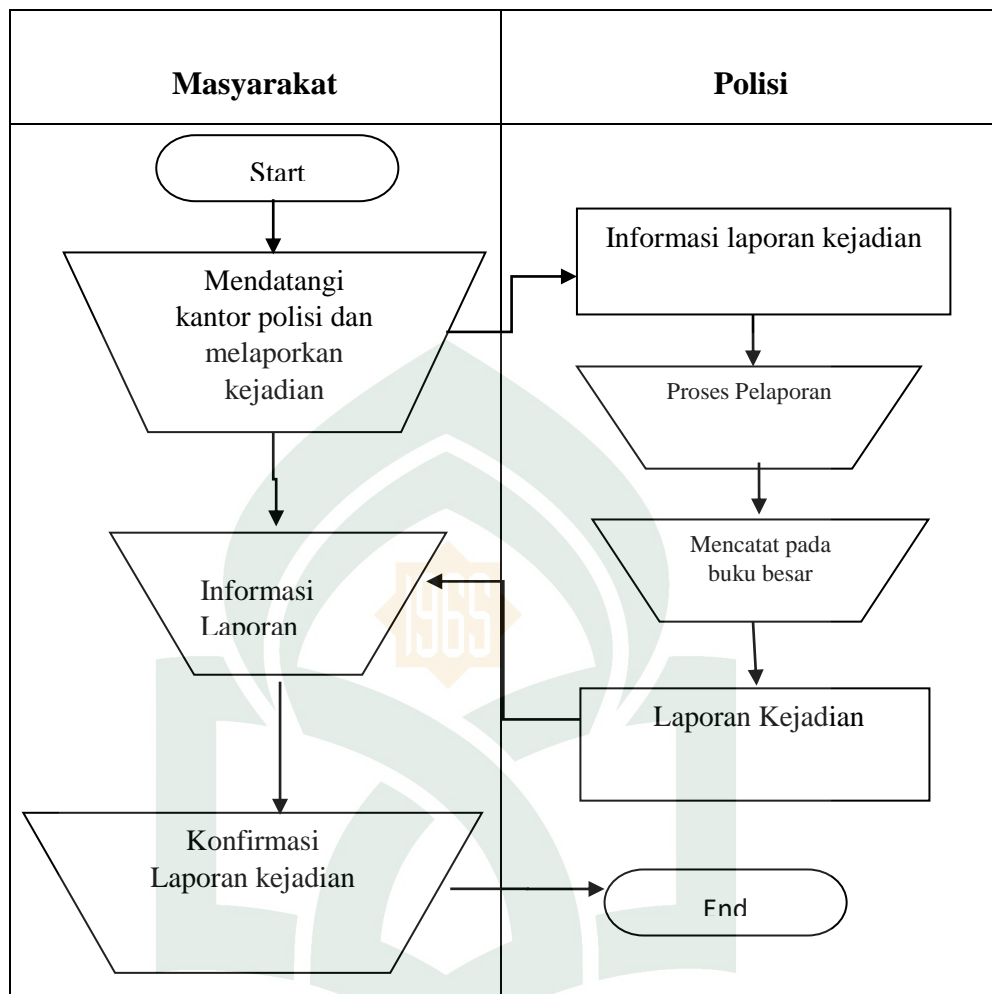 Masyarakat
Polisi
Start
Mendatangi
kantor polisi dan
melaporkan
kejadian
Informasi laporan kejadian
Proses Pelaporan
Mencatat pada
buku besar
Informasi
Laporan
1965
Laporan Kejadian
Konfirmasi
Laporan kejadian
End